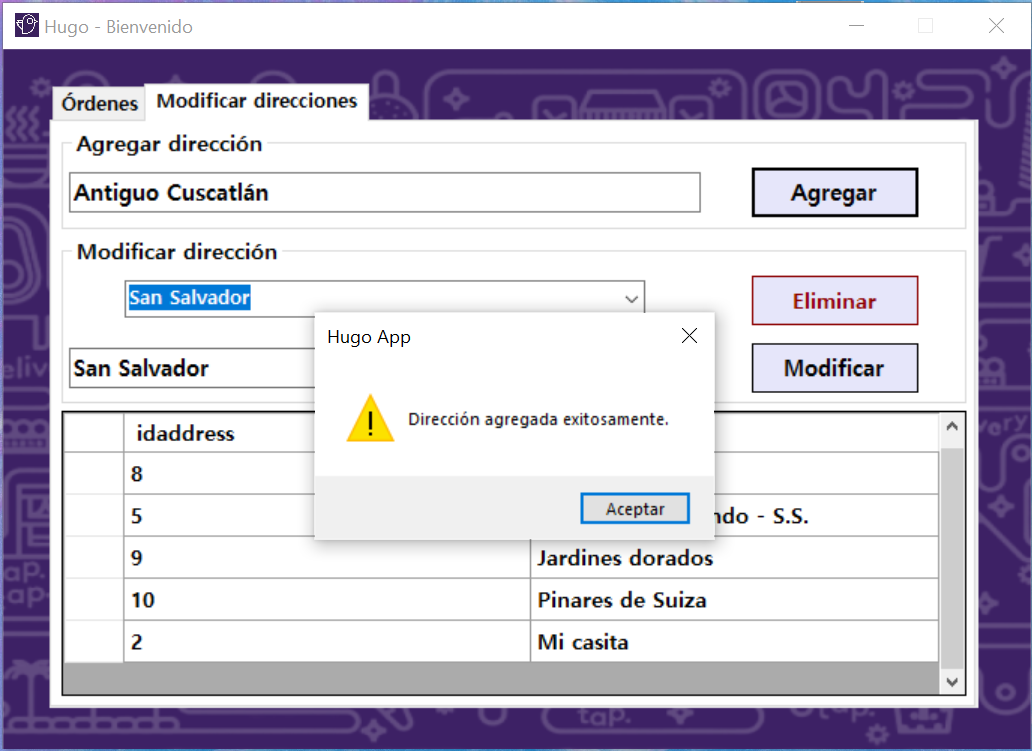 Hugo - Bienvenido
Órdenes
Modificar direcciones
Agregar dirección
Antiguo Cuscatlán
Agregar
Modificar dirección
San Salvador
Eliminar
San Salvador
Modificar
Hugo App
Dirección agregada exitosamente.
Aceptar
idaddress
8
5
ndo - S.S.
9
Jardines dorados
10
Pinares de Suiza
2
Mi casita
tap.